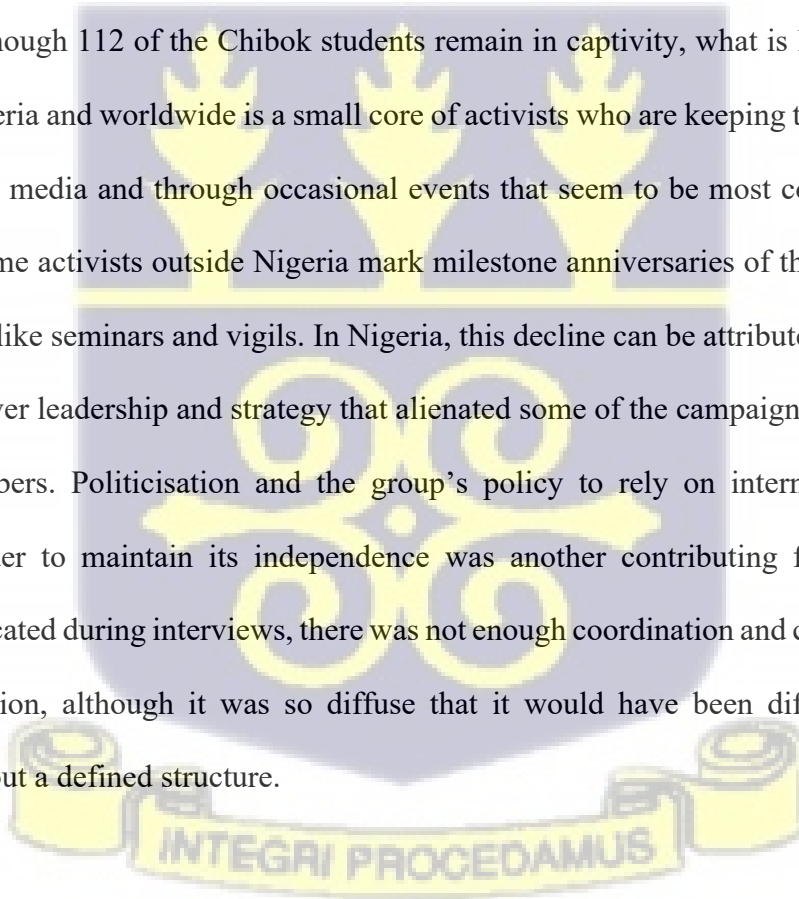 hough 112 of the Chibok students remain in captivity, what is
eria and worldwide is a small core of activists who are keeping t
media and through occasional events that seem to be most c
me activists outside Nigeria mark milestone anniversaries of th
like seminars and vigils. In Nigeria, this decline can be attribut
ver leadership and strategy that alienated some of the campaign
bers. Politicisation and the group’s policy to rely on intern
er to maintain its independence was another contributing f
cated during interviews, there was not enough coordination and c
ion, although it was so diffuse that it would have been dif
out a defined structure.
INTEGRI PROCEDAMUS